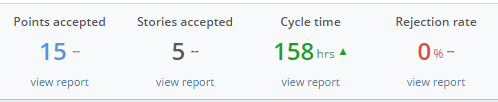 Points accepted Stories accepted Cycle time Rejection rate
15 -- 5 -- 158 hrs ▲ 0 % --
view report view report view report view report